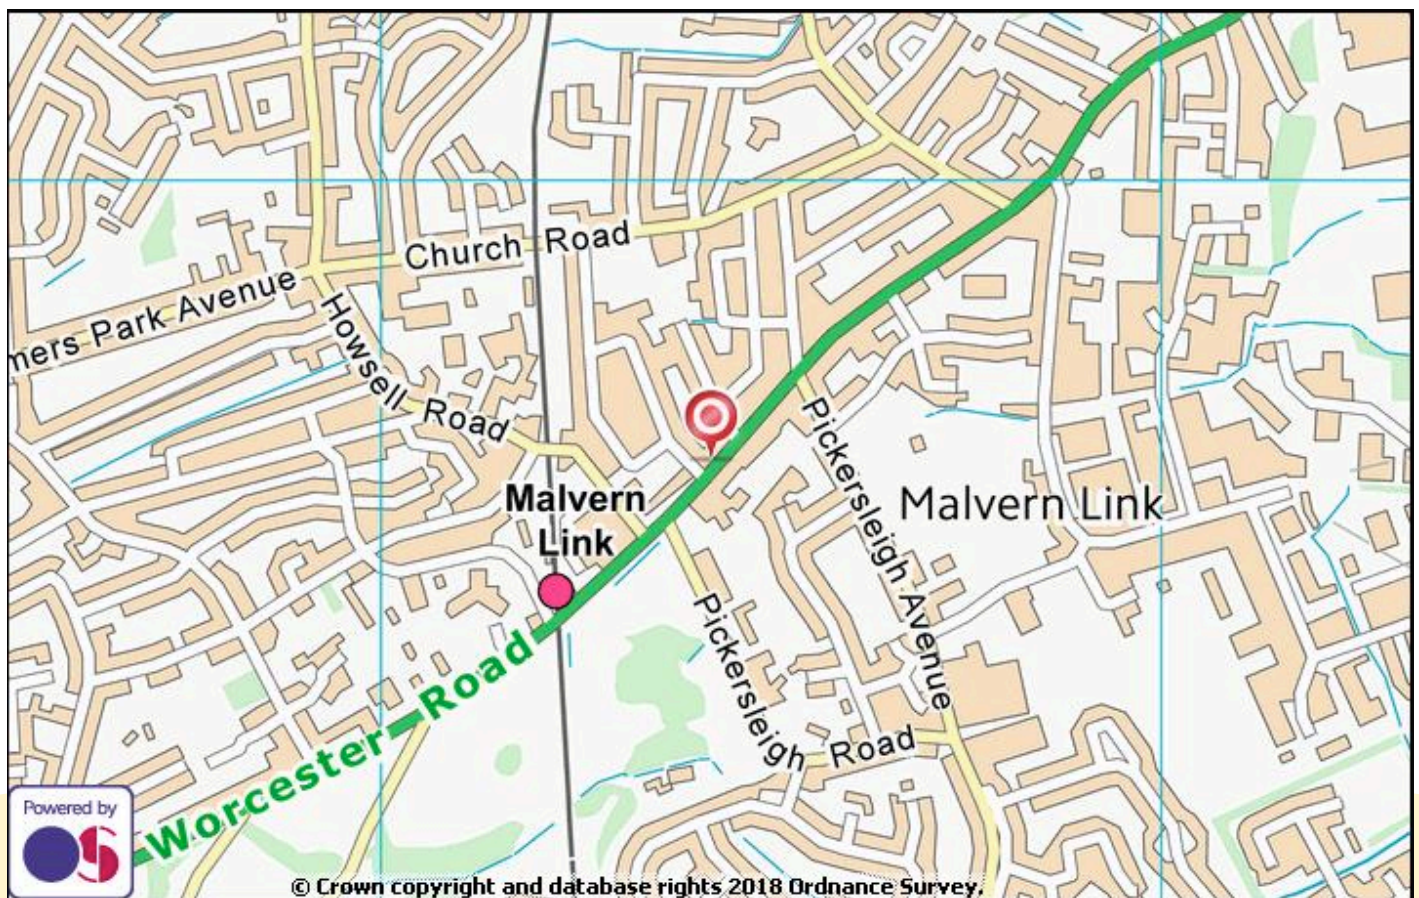 Church Road
mers Park Avenue
Howsell Road
Malvern
Link
Malvern Link
Pickersleigh Avenue
Pickersleigh Road
Worcester Road
Powered by
OS
© Crown copyright and database rights 2018 Ordnance Survey.